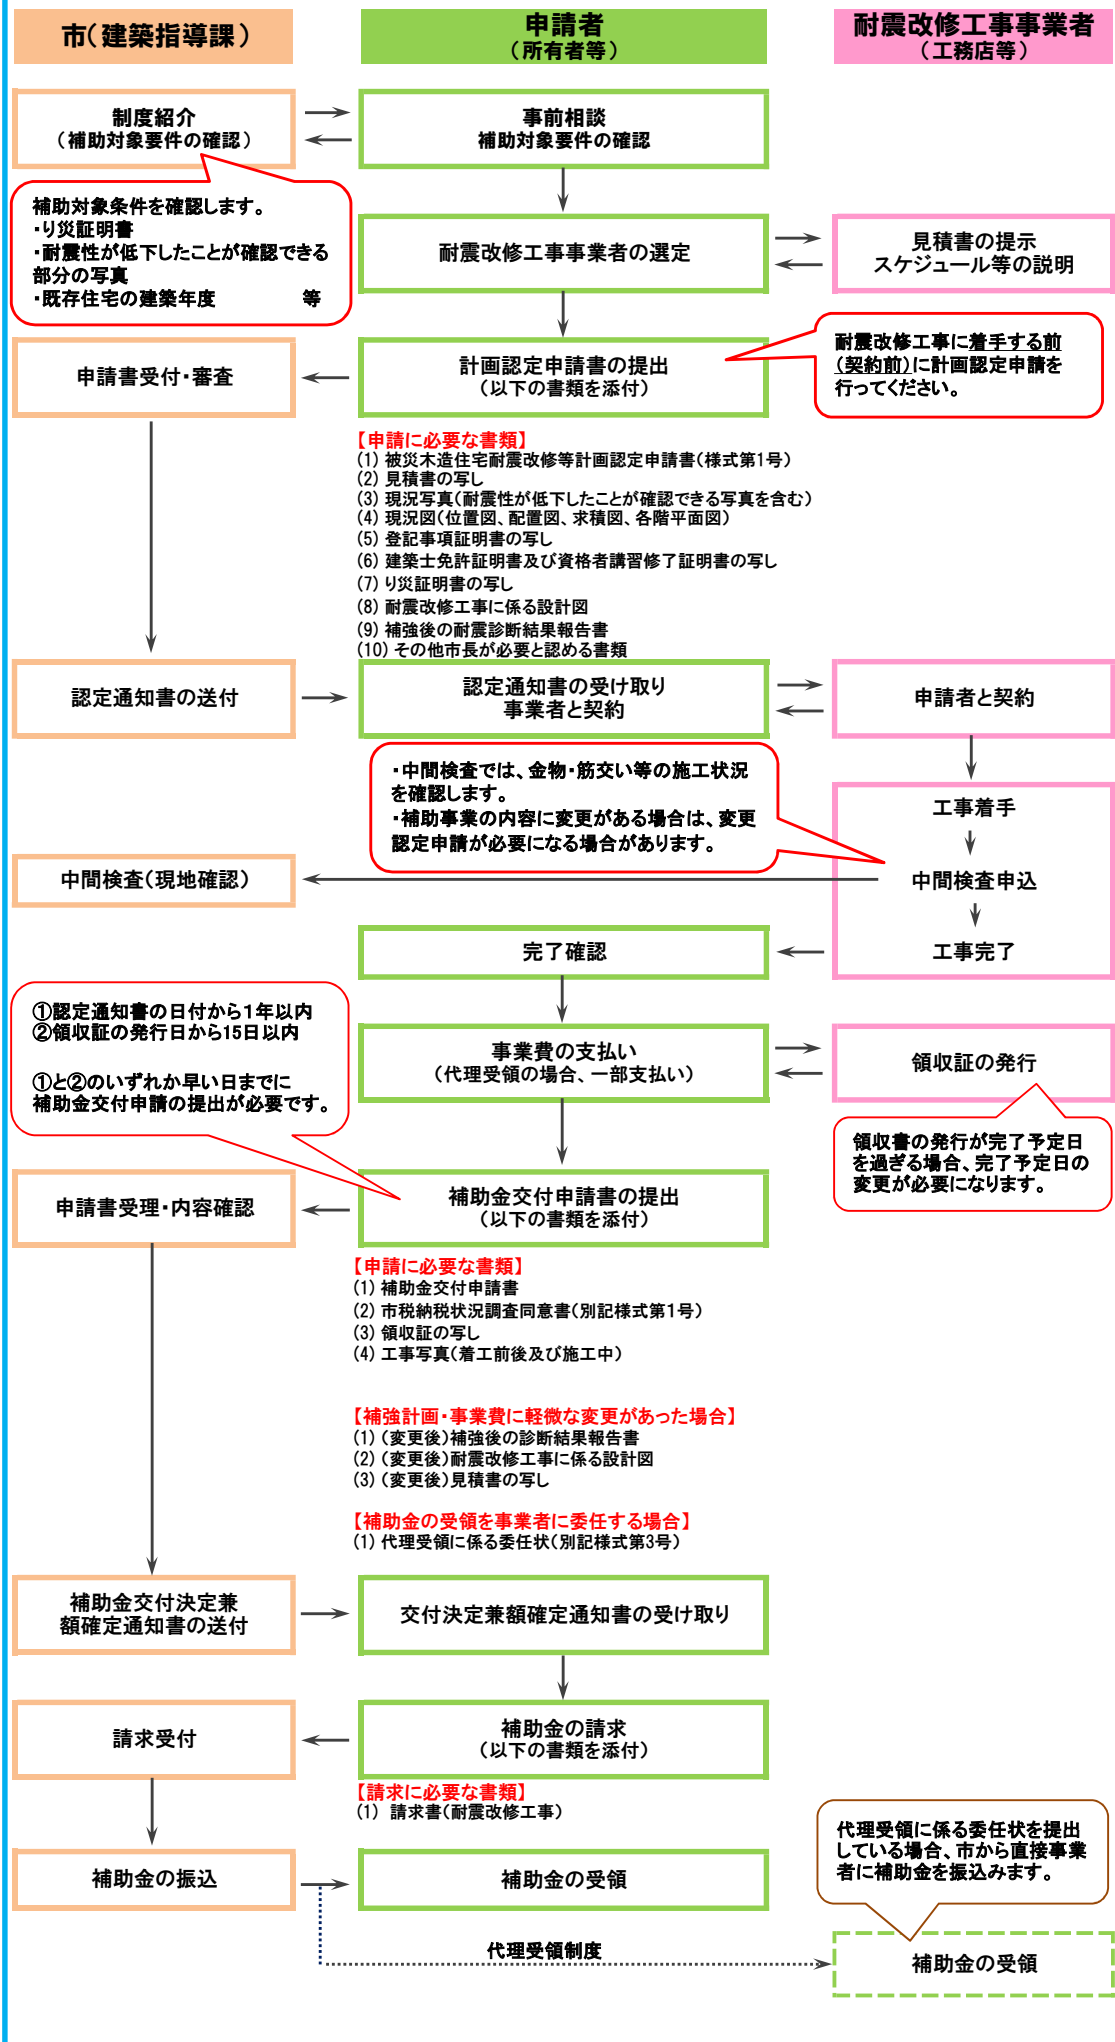 市（建築指導課）
申請者
（所有者等）
耐震改修工事事業者
（工務店等）
制度紹介
（補助対象要件の確認）
事前相談
補助対象要件の確認
補助対象条件を確認します。
・り災証明書
・耐震性が低下したことが確認できる
部分の写真
・既存住宅の建築年度　　　　等
耐震改修工事事業者の選定
見積書の提示
スケジュール等の説明
申請書受付・審査
計画認定申請書の提出
（以下の書類を添付）
耐震改修工事に着手する前
（契約前）に計画認定申請を
行ってください。
【申請に必要な書類】
(1) 被災木造住宅耐震改修等計画認定申請書（様式第1号）
(2) 見積書の写し
(3) 現況写真（耐震性が低下したことが確認できる写真を含む）
(4) 現況図（位置図、配置図、求積図、各階平面図）
(5) 登記事項証明書の写し
(6) 建築士免許証明書及び資格者講習修了証明書の写し
(7) り災証明書の写し
(8) 耐震改修工事に係る設計図
(9) 補強後の耐震診断結果報告書
(10) その他市長が必要と認める書類
認定通知書の送付
認定通知書の受け取り
事業者と契約
申請者と契約
・中間検査では、金物・筋交い等の施工状況
を確認します。
・補助事業の内容に変更がある場合は、変更
認定申請が必要になる場合があります。
工事着手
中間検査（現地確認）
中間検査申込
完了確認
工事完了
①認定通知書の日付から１年以内
②領収証の発行日から15日以内
①と②のいずれか早い日までに
補助金交付申請の提出が必要です。
事業費の支払い
（代理受領の場合、一部支払い）
領収証の発行
領収書の発行が完了予定日
を過ぎる場合、完了予定日の
変更が必要になります。
申請書受理・内容確認
補助金交付申請書の提出
（以下の書類を添付）
【申請に必要な書類】
(1) 補助金交付申請書
(2) 市税納税状況調査同意書（別記様式第１号）
(3) 領収証の写し
(4) 工事写真（着工前後及び施工中）
【補強計画・事業費に軽微な変更があった場合】
(1) （変更後）補強後の診断結果報告書
(2) （変更後）耐震改修工事に係る設計図
(3) （変更後）見積書の写し
【補助金の受領を事業者に委任する場合】
(1) 代理受領に係る委任状（別記様式第3号）
補助金交付決定兼
額確定通知書の送付
交付決定兼額確定通知書の受け取り
請求受付
補助金の請求
（以下の書類を添付）
【請求に必要な書類】
(1)  請求書（耐震改修工事）
代理受領に係る委任状を提出
している場合、市から直接事業
者に補助金を振込みます。
補助金の振込
補助金の受領
代理受領制度
補助金の受領